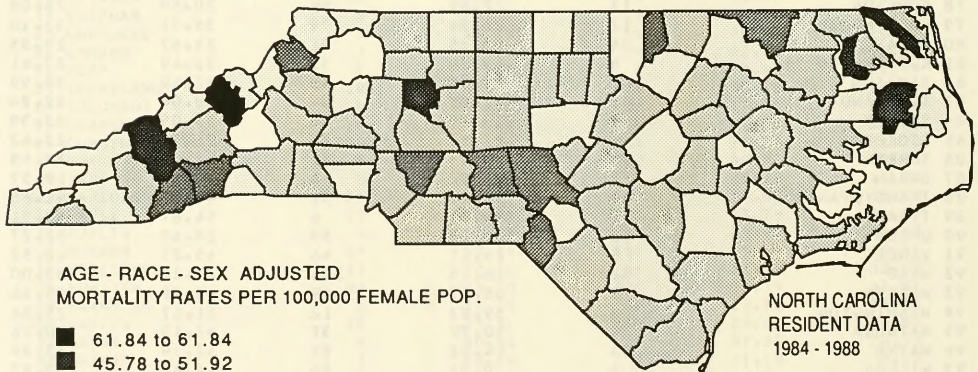 AGE - RACE - SEX ADJUSTED
MORTALITY RATES PER 100,000 FEMALE POP.
61.84 to 61.84
45.78 to 51.92
NORTH CAROLINA
RESIDENT DATA
1984 - 1988